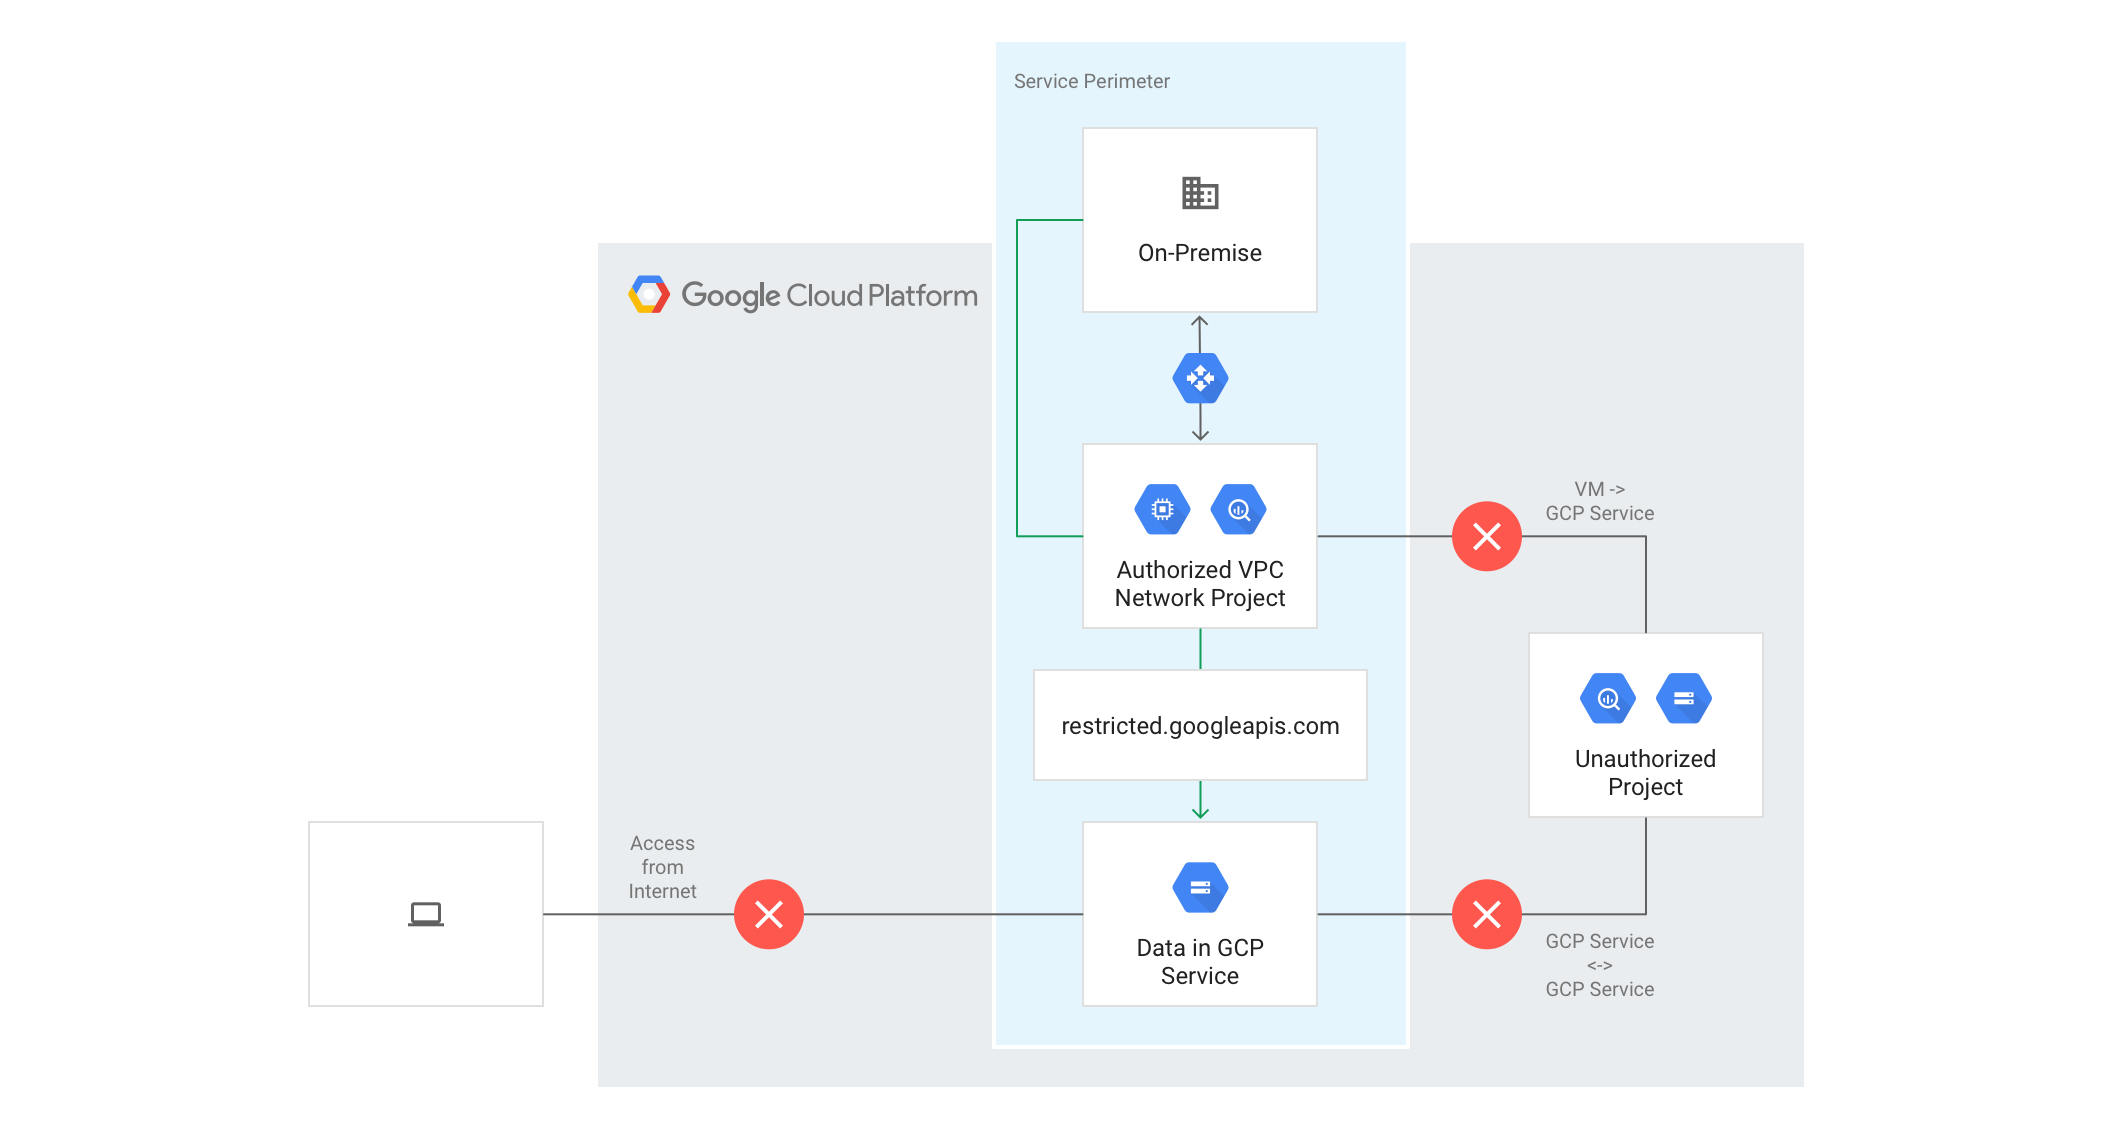 Service Perimeter
On-Premise
Google Cloud Platform
VM ->
GCP Service
Authorized VPC
Network Project
restricted.googleapis.com
Unauthorized
Project
Access
from
Internet
Data in GCP
Service
GCP Service
<->
GCP Service